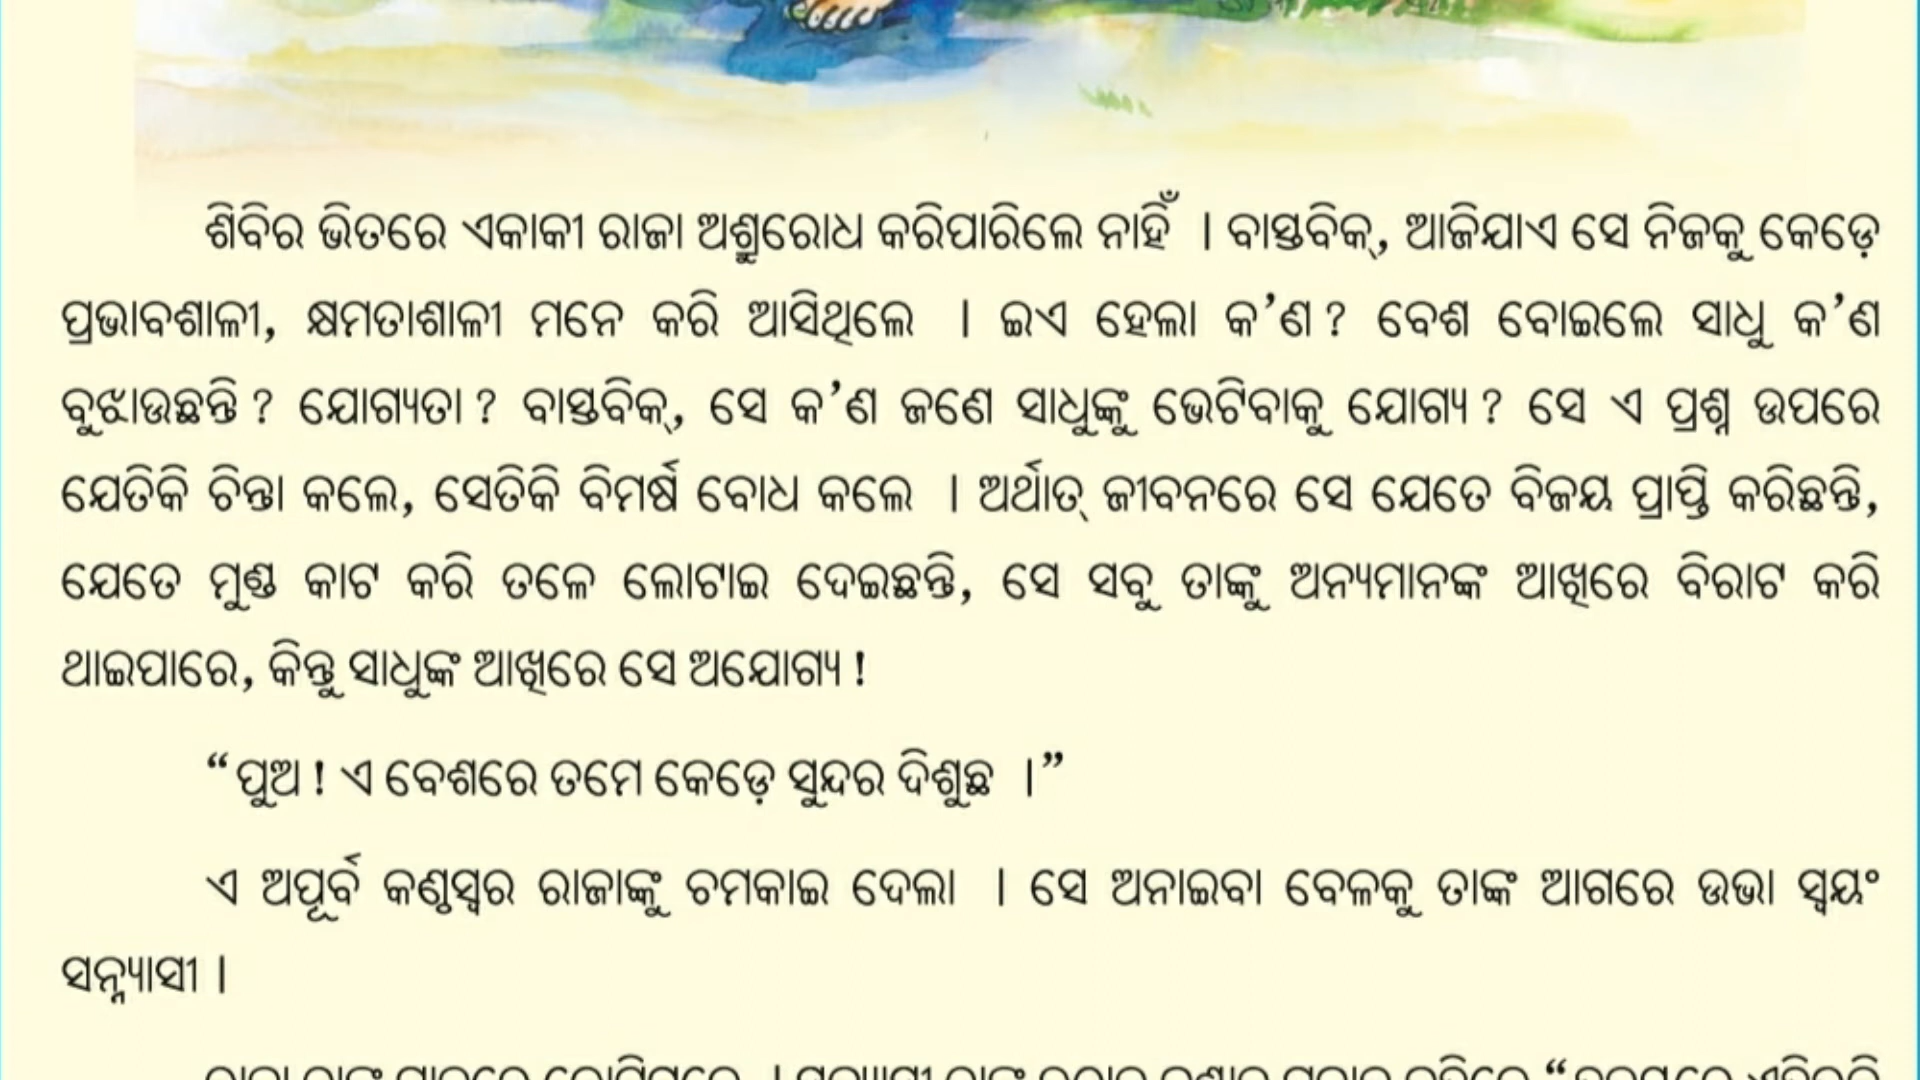 ଶିବିର ଭିତରେ ଏକାକୀ ରାଜା ଅଶ୍ରୁରୋଧ କରିପାରିଲେ ନାହିଁ । ବାସ୍ତବିକ୍, ଆଜିଯାଏ ସେ ନିଜକୁ କେଡ଼େ
ପ୍ରଭାବଶାଳୀ, କ୍ଷମତାଶାଳୀ ମନେ କରି ଆସିଥିଲେ । ଇଏ ହେଲା କ’ଣ ? ବେଶ ବୋଇଲେ ସାଧୁ କ’ଣ
ବୁଝାଉଛନ୍ତି ? ଯୋଗ୍ୟତା ? ବାସ୍ତବିକ୍, ସେ କ’ଣ ଜଣେ ସାଧୁଙ୍କୁ ଭେଟିବାକୁ ଯୋଗ୍ୟ ? ସେ ଏ ପ୍ରଶ୍ନ ଉପରେ
ଯେତିକି ଚିନ୍ତା କଲେ, ସେତିକି ବିମର୍ଷ ବୋଧ କଲେ । ଅର୍ଥାତ୍ ଜୀବନରେ ସେ ଯେତେ ବିଜୟ ପ୍ରାପ୍ତି କରିଛନ୍ତି,
ଯେତେ ମୁଣ୍ଡ କାଟ କରି ତଳେ ଲୋଟାଇ ଦେଇଛନ୍ତି, ସେ ସବୁ ତାଙ୍କୁ ଅନ୍ୟମାନଙ୍କ ଆଖିରେ ବିରାଟ କରି
ଥାଇପାରେ, କିନ୍ତୁ ସାଧୁଙ୍କ ଆଖିରେ ସେ ଅଯୋଗ୍ୟ !
“ପୁଅ ! ଏ ବେଶରେ ତମେ କେଡ଼େ ସୁନ୍ଦର ଦିଶୁଛ ।”
ଏ ଅପୂର୍ବ କଣ୍ଠସ୍ୱର ରାଜାଙ୍କୁ ଚମକାଇ ଦେଲା । ସେ ଅନାଇବା ବେଳକୁ ତାଙ୍କ ଆଗରେ ଉଭା ସ୍ୱୟଂ
ସନ୍ନ୍ୟାସୀ ।